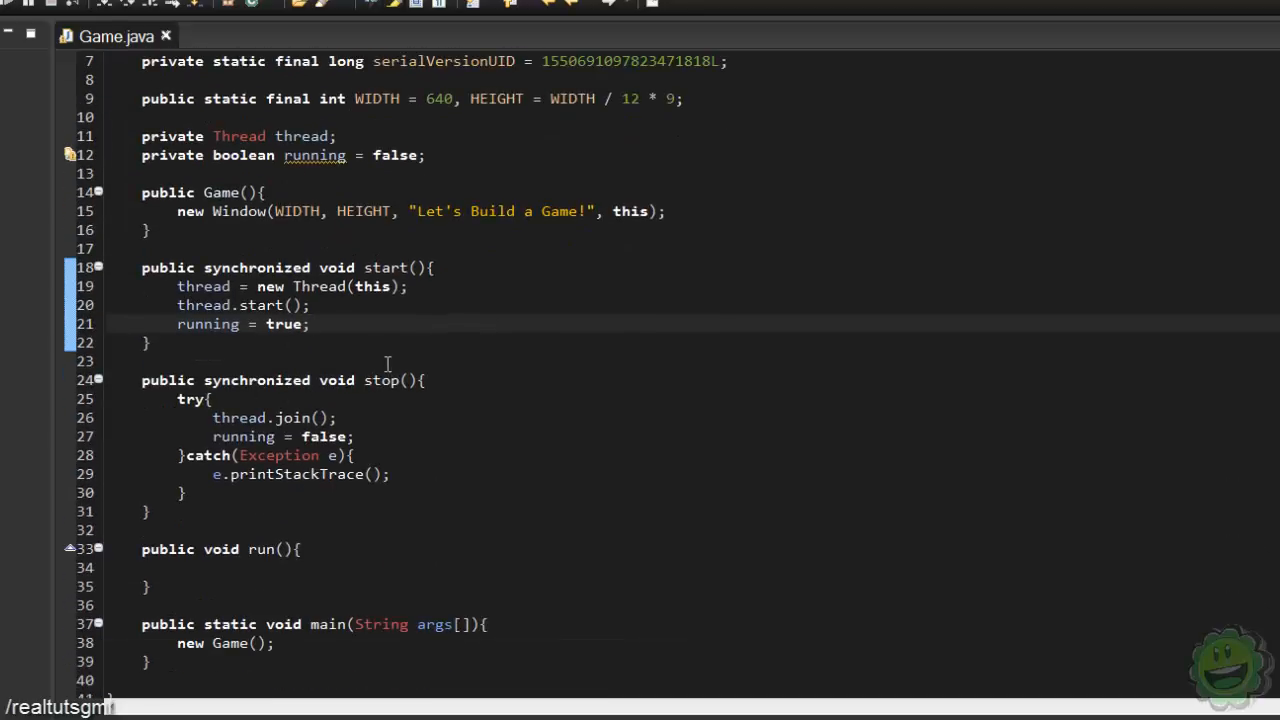 Game.java
7 private static final long serialVersionUID = 1550691097823471818L;
8
9 public static final int WIDTH = 640, HEIGHT = WIDTH / 12 * 9;
10
11 private Thread thread;
12 private boolean running = false;
13
14 public Game(){
15 new Window(WIDTH, HEIGHT, "Let's Build a Game!", this);
16 }
17
18 public synchronized void start(){
19 thread = new Thread(this);
20 thread.start();
21 running = true;
22 }
23
24 public synchronized void stop(){
25 try{
26 thread.join();
27 running = false;
28 }catch(Exception e){
29 e.printStackTrace();
30 }
31 }
32
33 public void run(){
34
35 }
36
37 public static void main(String args[]){
38 new Game();
39 }
40
41 }
/realtutsgm